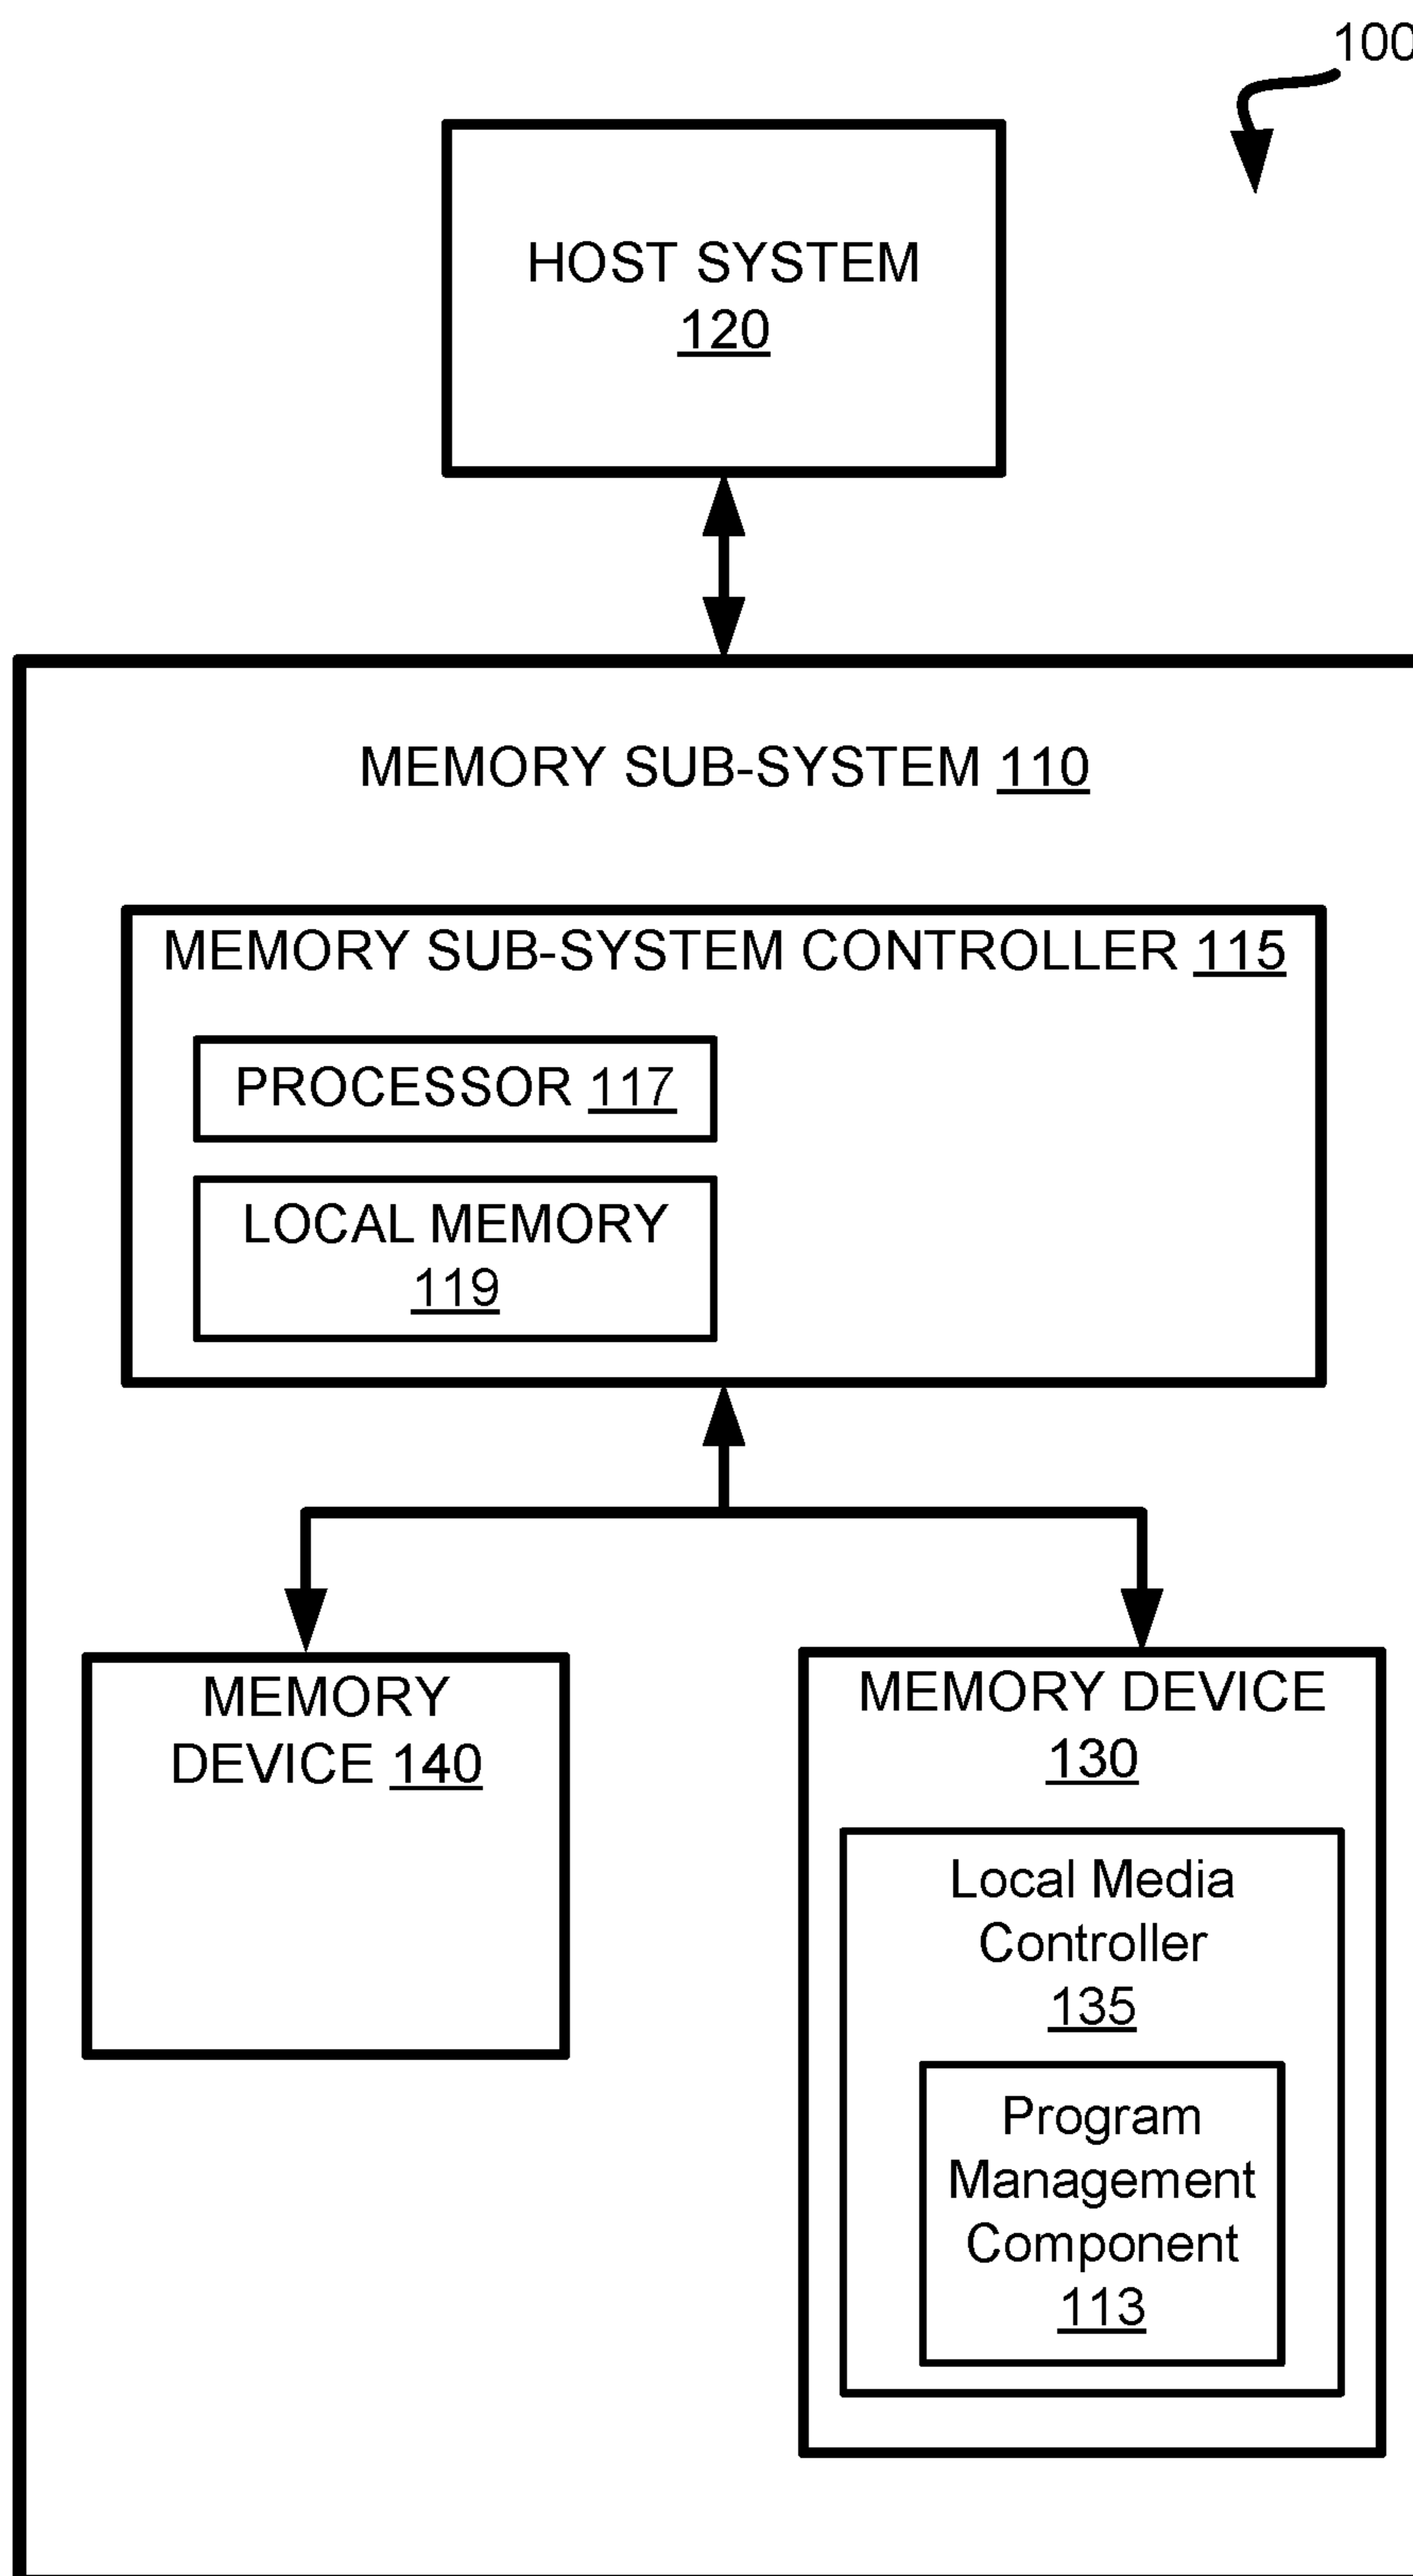 100
HOST SYSTEM
120
MEMORY SUB-SYSTEM 110
MEMORY SUB-SYSTEM CONTROLLER 115
PROCESSOR 117
LOCAL MEMORY
119
MEMORY
DEVICE 140
MEMORY DEVICE
130
Local Media
Controller
135
Program
Management
Component
113